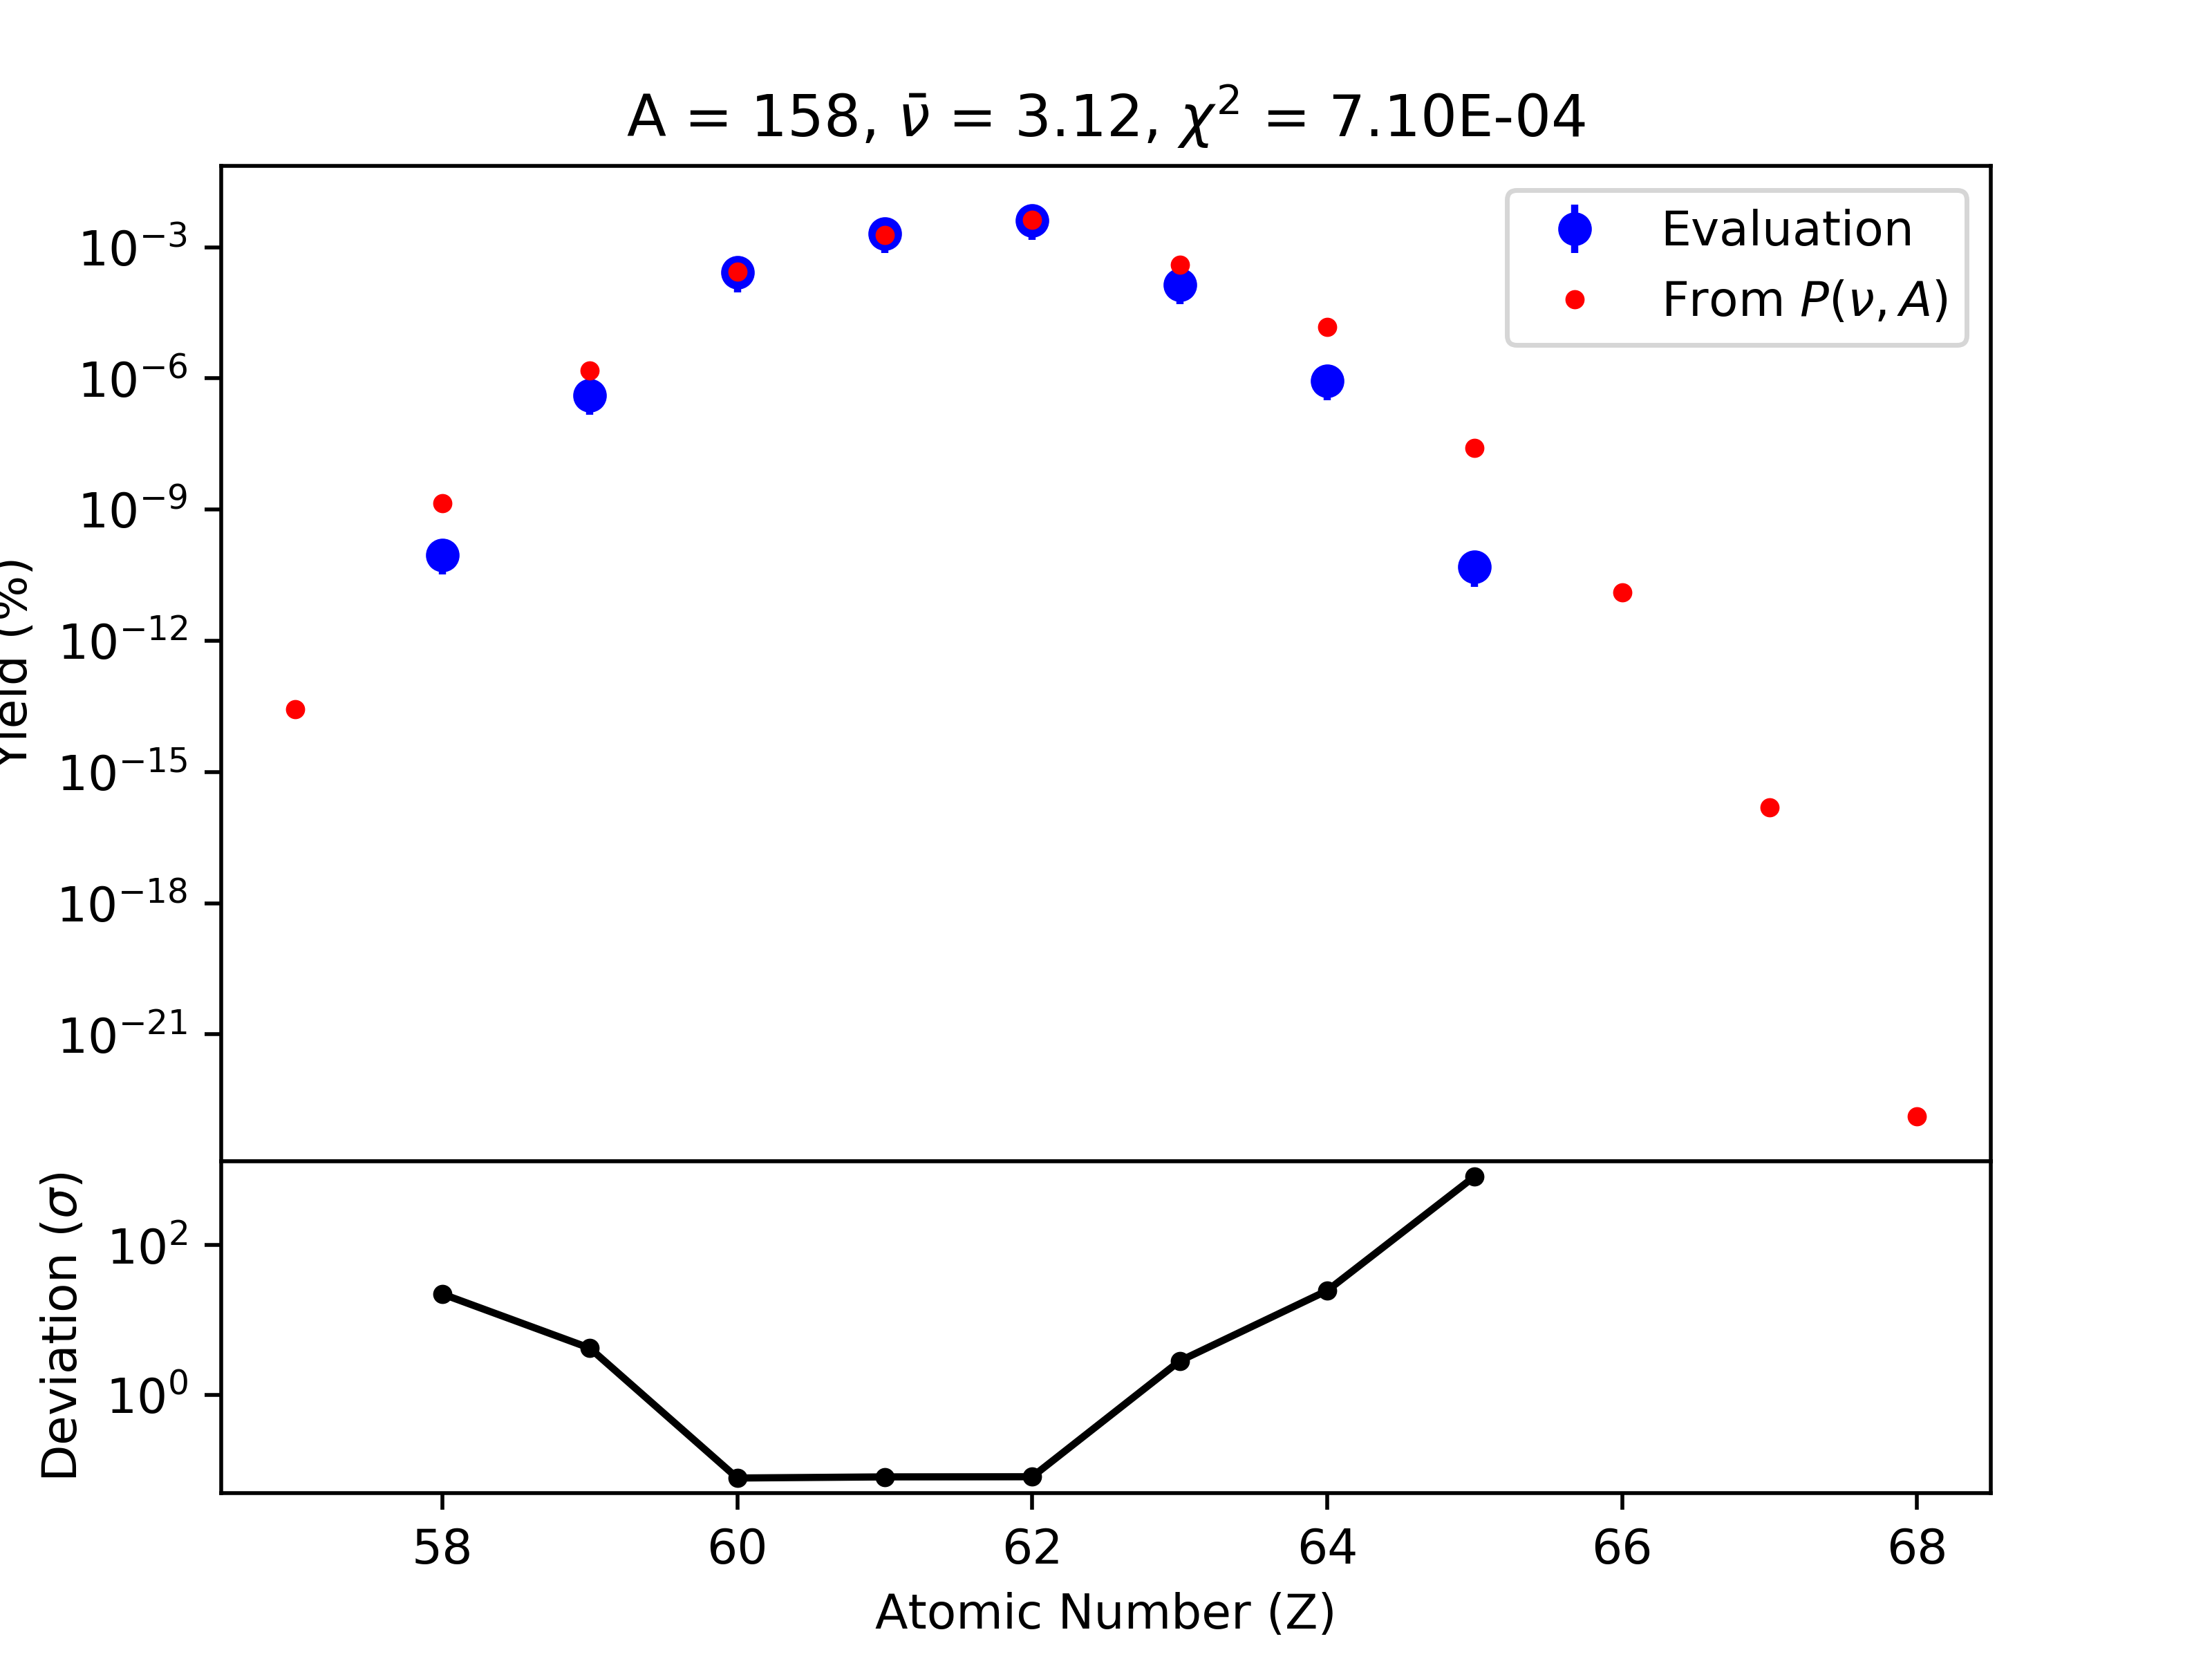 A = 158, ν̄ = 3.12, χ² = 7.10E-04
Evaluation
From P(ν, A)
Yield (%)
10⁻³
10⁻⁶
10⁻⁹
10⁻¹²
10⁻¹⁵
10⁻¹⁸
10⁻²¹
Deviation (σ)
10²
10⁰
58 60 62 64 66 68
Atomic Number (Z)